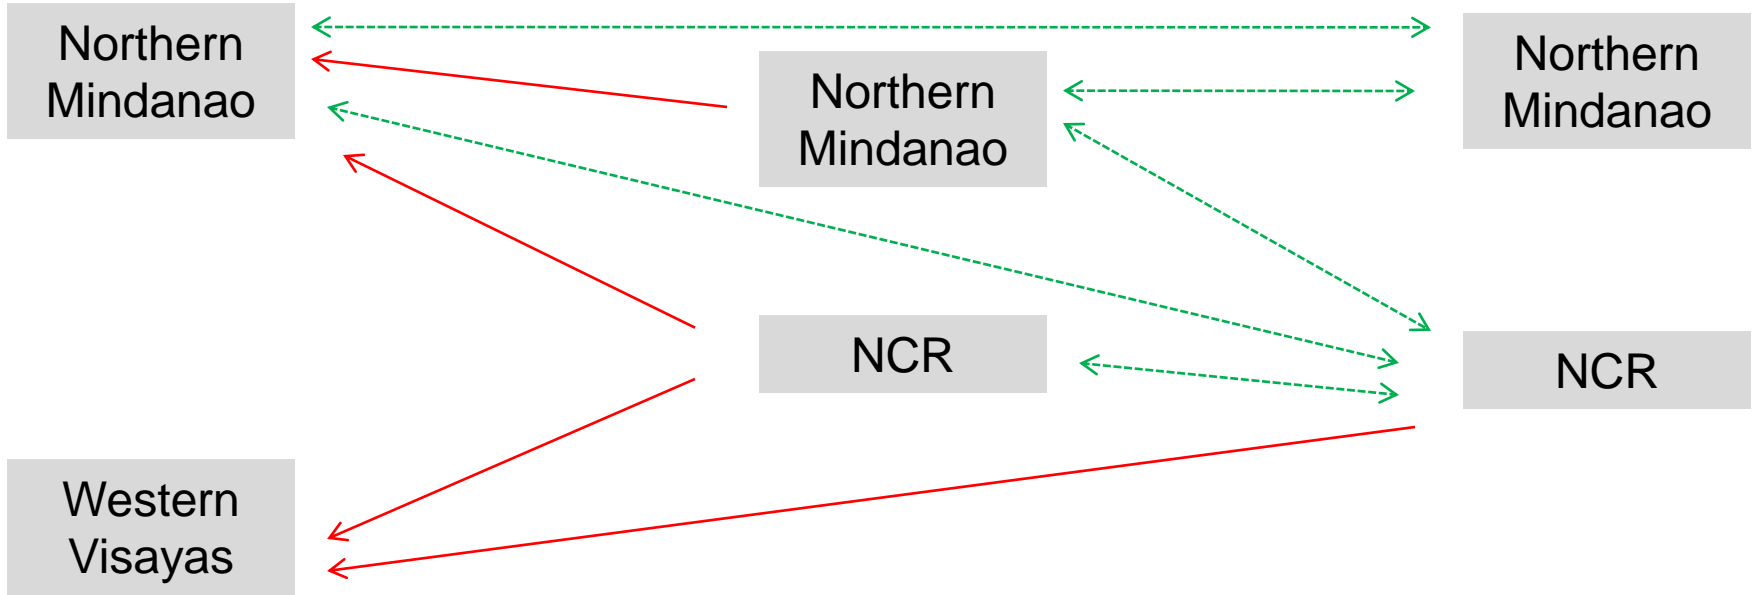 Northern
Mindanao
Northern
Mindanao
Northern
Mindanao
NCR
NCR
Western
Visayas